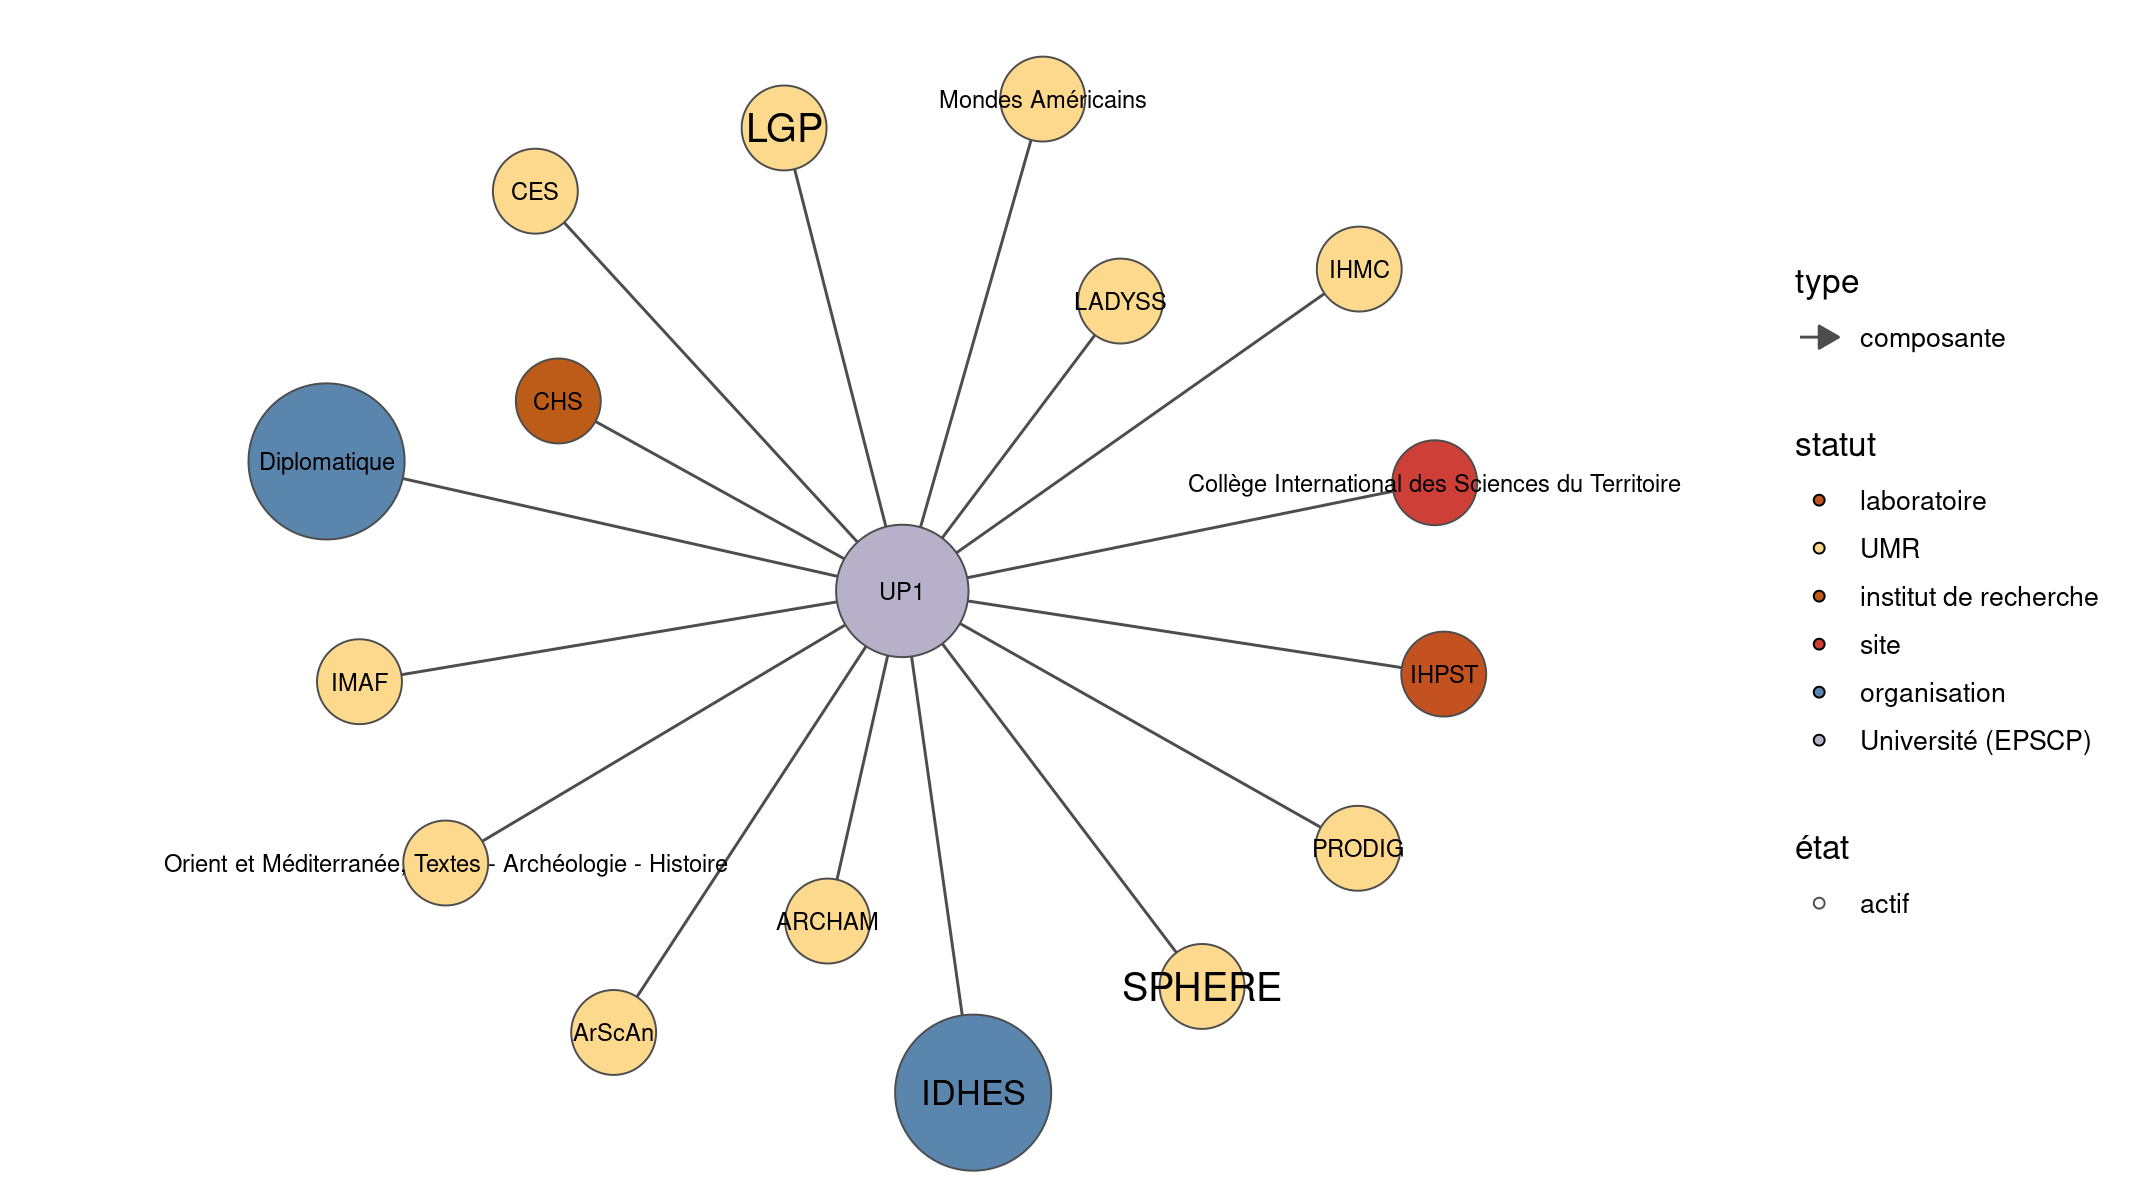 Mondes Américains
LGP
CES
IHMC
LADYSS
CHS
Diplomatique
Collège International des Sciences du Territoire
UP1
IHPST
IMAF
PRODIG
Orient et Méditerranée, Textes - Archéologie - Histoire
ARCHAM
SPHERE
ArScAn
IDHES
type
composante
statut
laboratoire
UMR
institut de recherche
site
organisation
Université (EPSCP)
état
actif